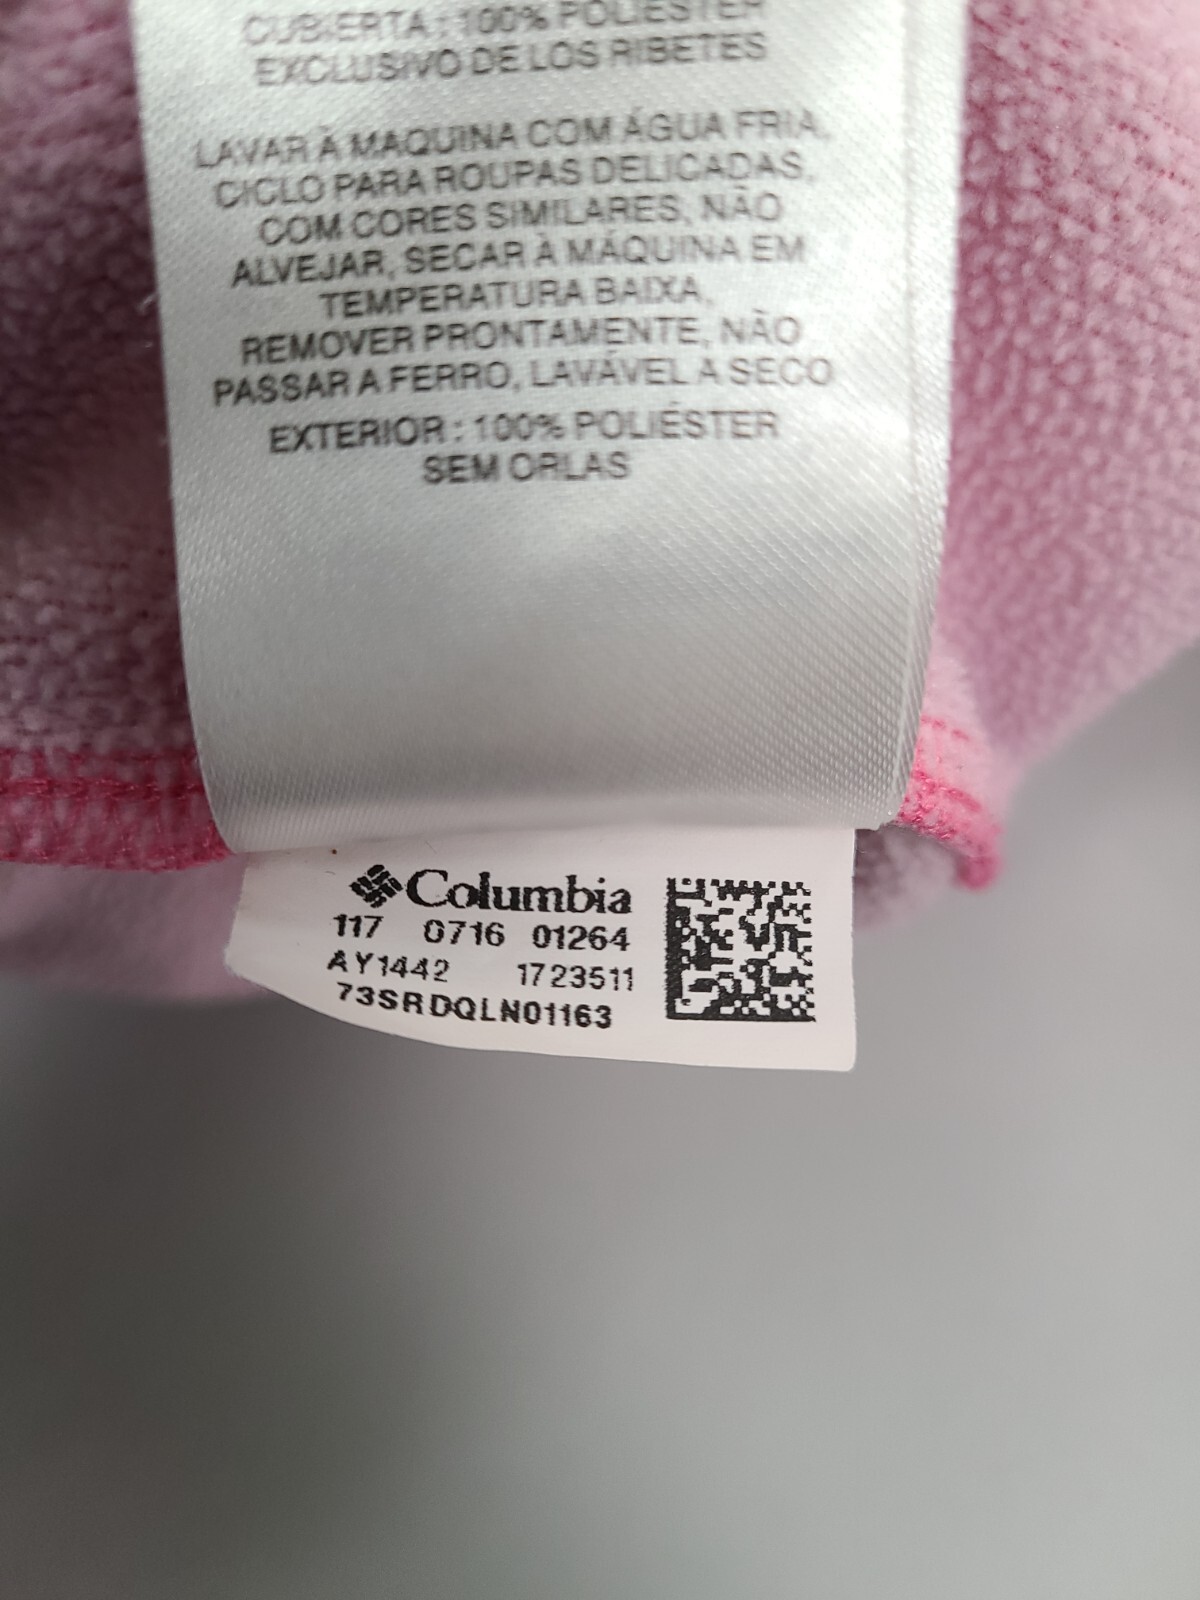 CUBIERTA : 100% POLIÉSTER
EXCLUSIVO DE LOS RIBETES
LAVAR À MAQUINA COM ÁGUA FRIA,
CICLO PARA ROUPAS DELICADAS,
COM CORES SIMILARES, NÃO
ALVEJAR, SECAR À MÁQUINA EM
TEMPERATURA BAIXA,
REMOVER PRONTAMENTE, NÃO
PASSAR A FERRO, LAVÁVEL A SECO
EXTERIOR : 100% POLIÉSTER
SEM ORLAS
Columbia
117 0716 01264
AY1442 1723511
73SRDQLN01163